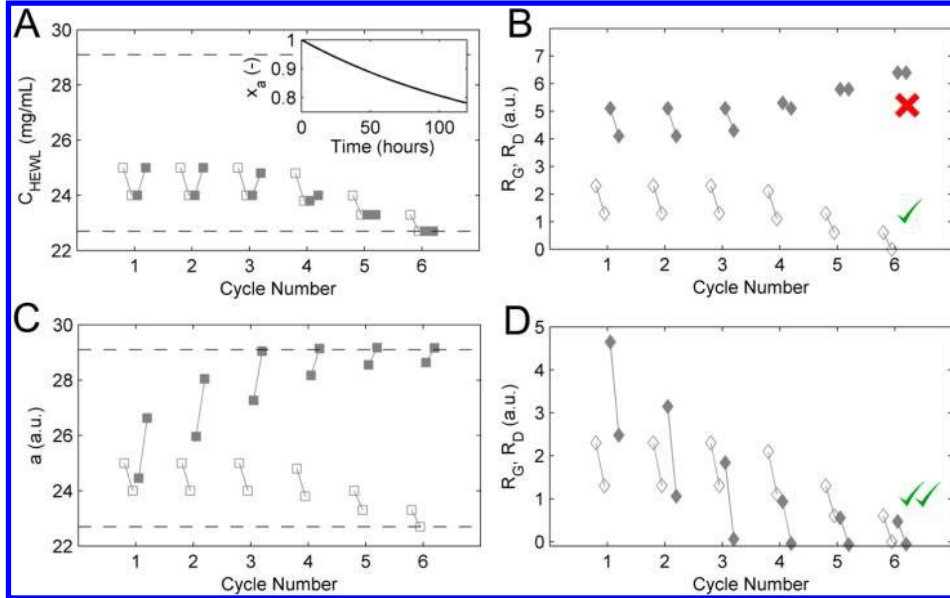 A
30
28
26
24
22
C_HEWL (mg/mL)
1 2 3 4 5 6
Cycle Number
1
0.9
0.8
x_a (-)
0 50 100
Time (hours)
B
7
6
5
4
3
2
1
0
R_G, R_D (a.u.)
1 2 3 4 5 6
Cycle Number
C
30
28
26
24
22
a (a.u.)
1 2 3 4 5 6
Cycle Number
D
5
4
3
2
1
0
R_G, R_D (a.u.)
1 2 3 4 5 6
Cycle Number